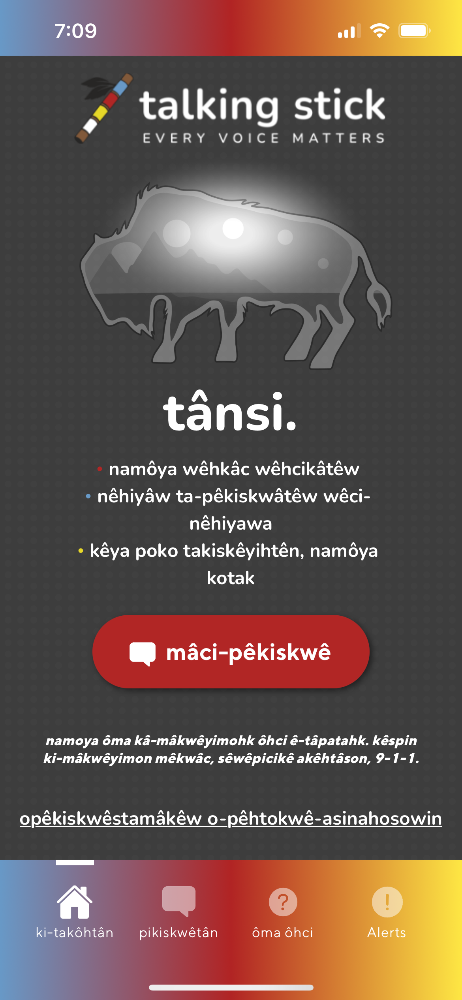 7:09
talking stick
EVERY VOICE MATTERS
tânsi.
• namôya wêhkâc wêhcikâtêw
• nêhiyâw ta-pêkiskwâtêw wêci-
nêhiyawa
• kêya poko takiskêyihtên, namôya
kotak
mâci-pêkiskwê
namoya ôma kâ-mâkwêyimohk ôhci ê-tâpatahk. kêspin
ki-mâkwêyimon mêkwâc, sêwêpicikê akêhtâson, 9-1-1.
opêkiskwêstamâkêw o-pêhtokwê-asinahosowin
ki-takôhtân
pikiskwêtân
ôma ôhci
Alerts